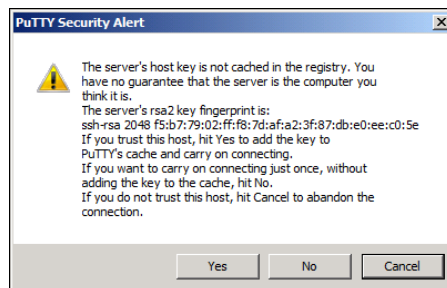 PuTTY Security Alert
The server's host key is not cached in the registry. You
have no guarantee that the server is the computer you
think it is.
The server's rsa2 key fingerprint is:
ssh-rsa 2048 f5:b7:79:02:ff:f8:7d:af:a2:3f:87:db:e0:ee:c0:5e
If you trust this host, hit Yes to add the key to
PuTTY's cache and carry on connecting.
If you want to carry on connecting just once, without
adding the key to the cache, hit No.
If you do not trust this host, hit Cancel to abandon the
connection.
Yes No Cancel